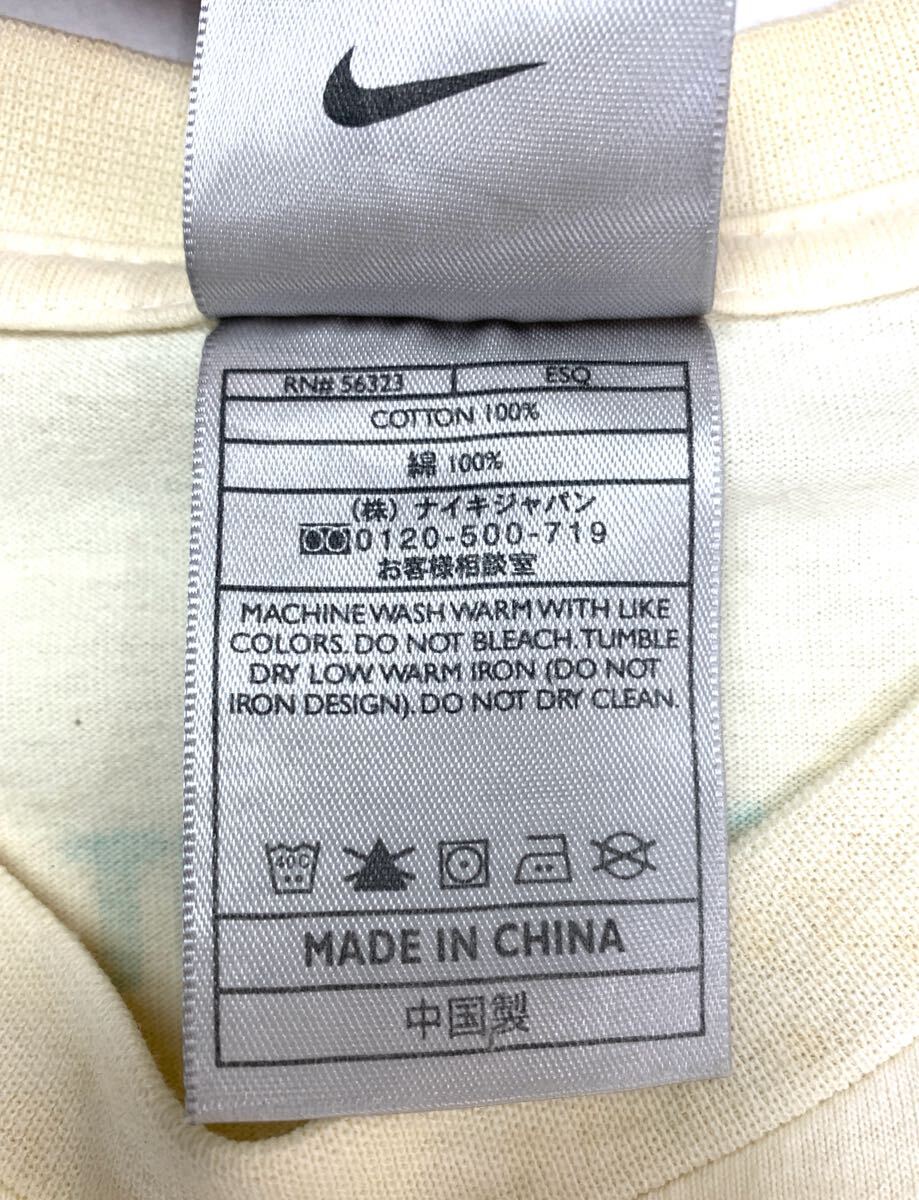 RN# 56323 ESQ
COTTON 100%
綿 100%
(株) ナイキジャパン
0120-500-719
お客様相談室
MACHINE WASH WARM WITH LIKE
COLORS. DO NOT BLEACH. TUMBLE
DRY LOW. WARM IRON (DO NOT
IRON DESIGN). DO NOT DRY CLEAN.
40C
MADE IN CHINA
中国製